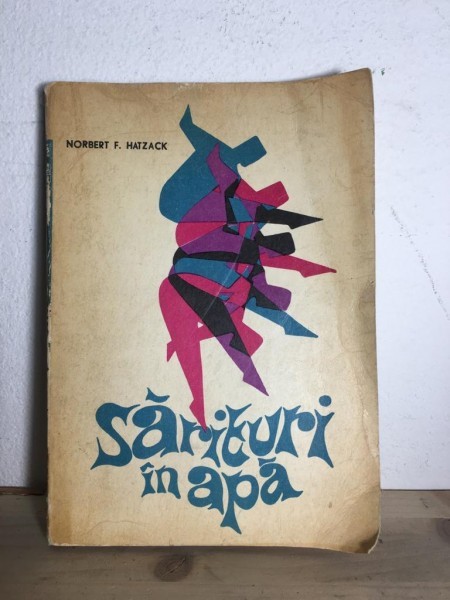 NORBERT F. HATZACK
Sărituri
în apă